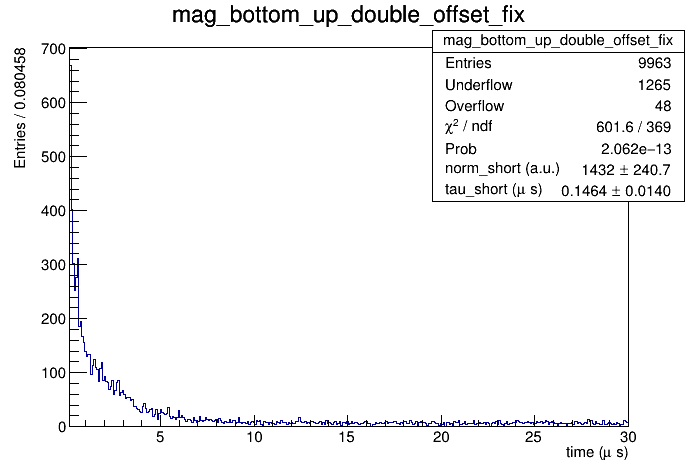 mag_bottom_up_double_offset_fix
mag_bottom_up_double_offset_fix
Entries 9963
Underflow 1265
Overflow 48
χ² / ndf 601.6 / 369
Prob 2.062e−13
norm_short (a.u.) 1432 ± 240.7
tau_short (μ s) 0.1464 ± 0.0140
Entries / 0.080458
700
600
500
400
300
200
100
0
5 10 15 20 25 30
time (μ s)